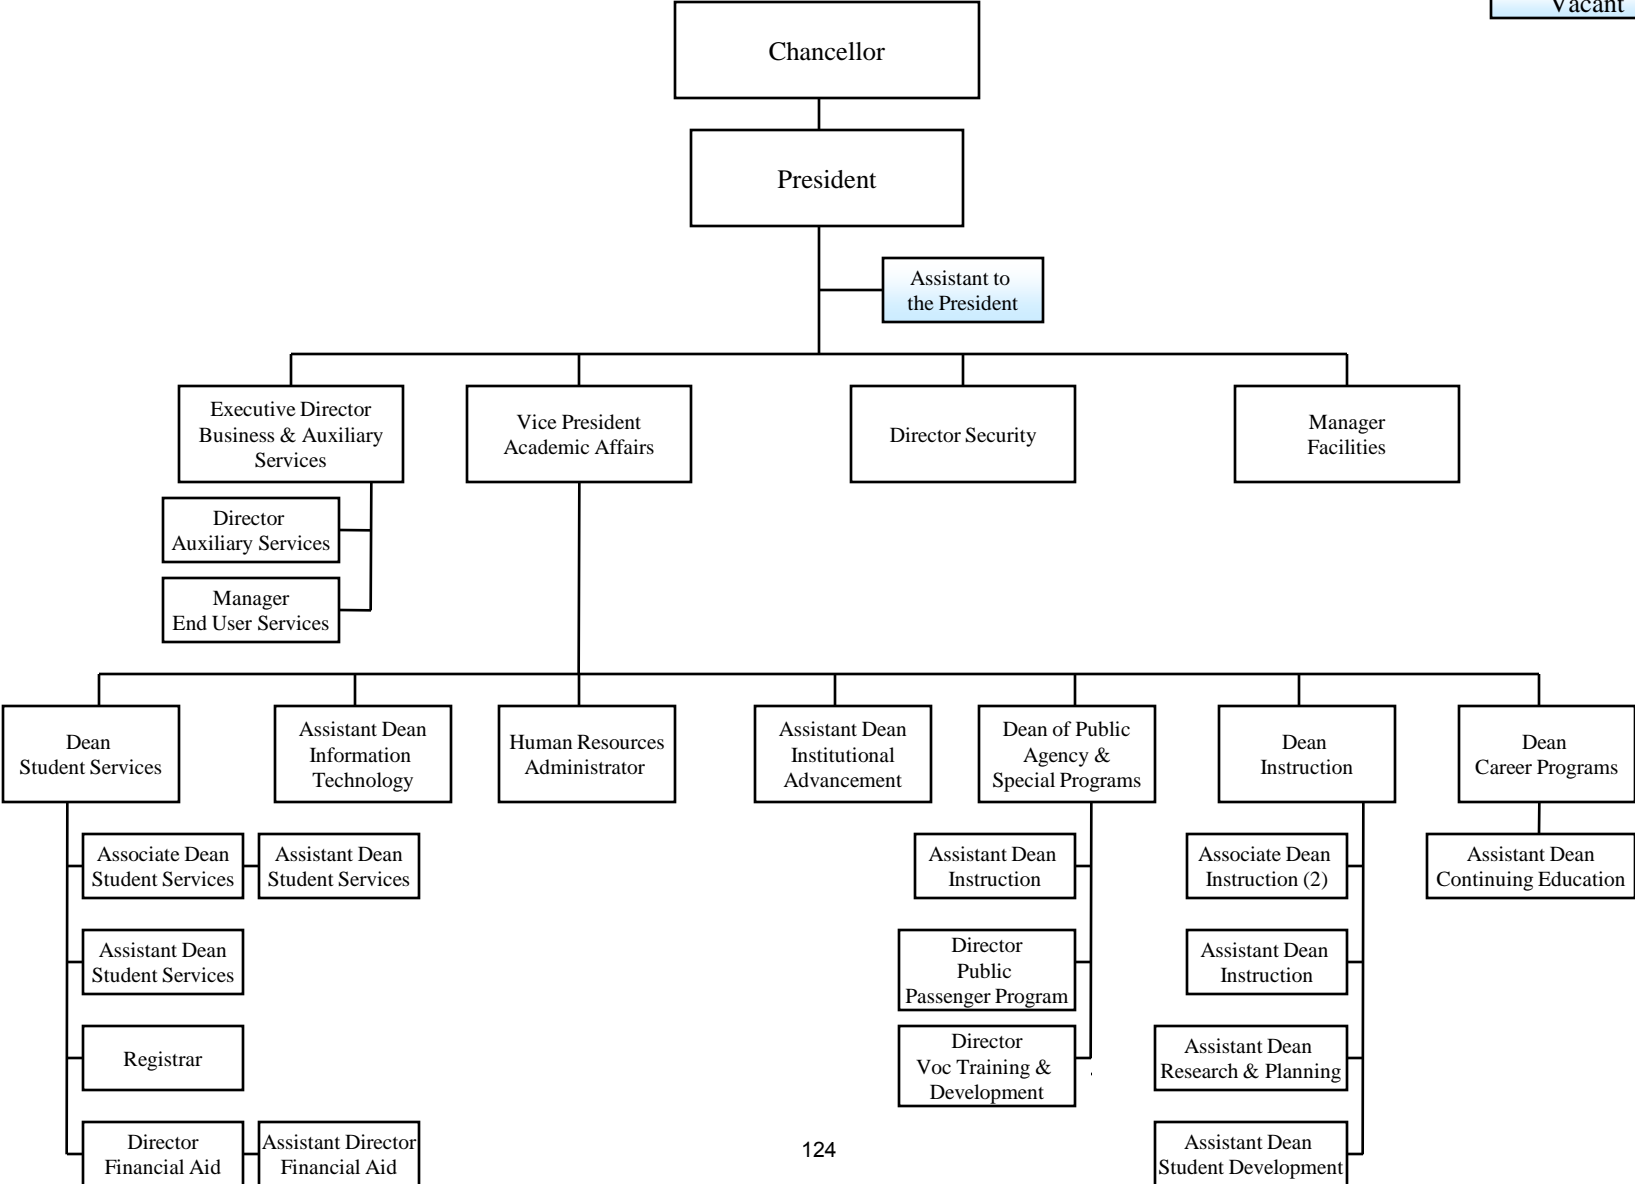 Vacant
Chancellor
President
Assistant to
the President
Executive Director
Business & Auxiliary
Services
Vice President
Academic Affairs
Director Security
Manager
Facilities
Director
Auxiliary Services
Manager
End User Services
Dean
Student Services
Assistant Dean
Information
Technology
Human Resources
Administrator
Assistant Dean
Institutional
Advancement
Dean of Public
Agency &
Special Programs
Dean
Instruction
Dean
Career Programs
Associate Dean
Student Services
Assistant Dean
Student Services
Assistant Dean
Instruction
Associate Dean
Instruction (2)
Assistant Dean
Continuing Education
Assistant Dean
Student Services
Director
Public
Passenger Program
Assistant Dean
Instruction
Registrar
Director
Voc Training &
Development
.
Assistant Dean
Research & Planning
Director
Financial Aid
Assistant Director
Financial Aid
Assistant Dean
Student Development
124